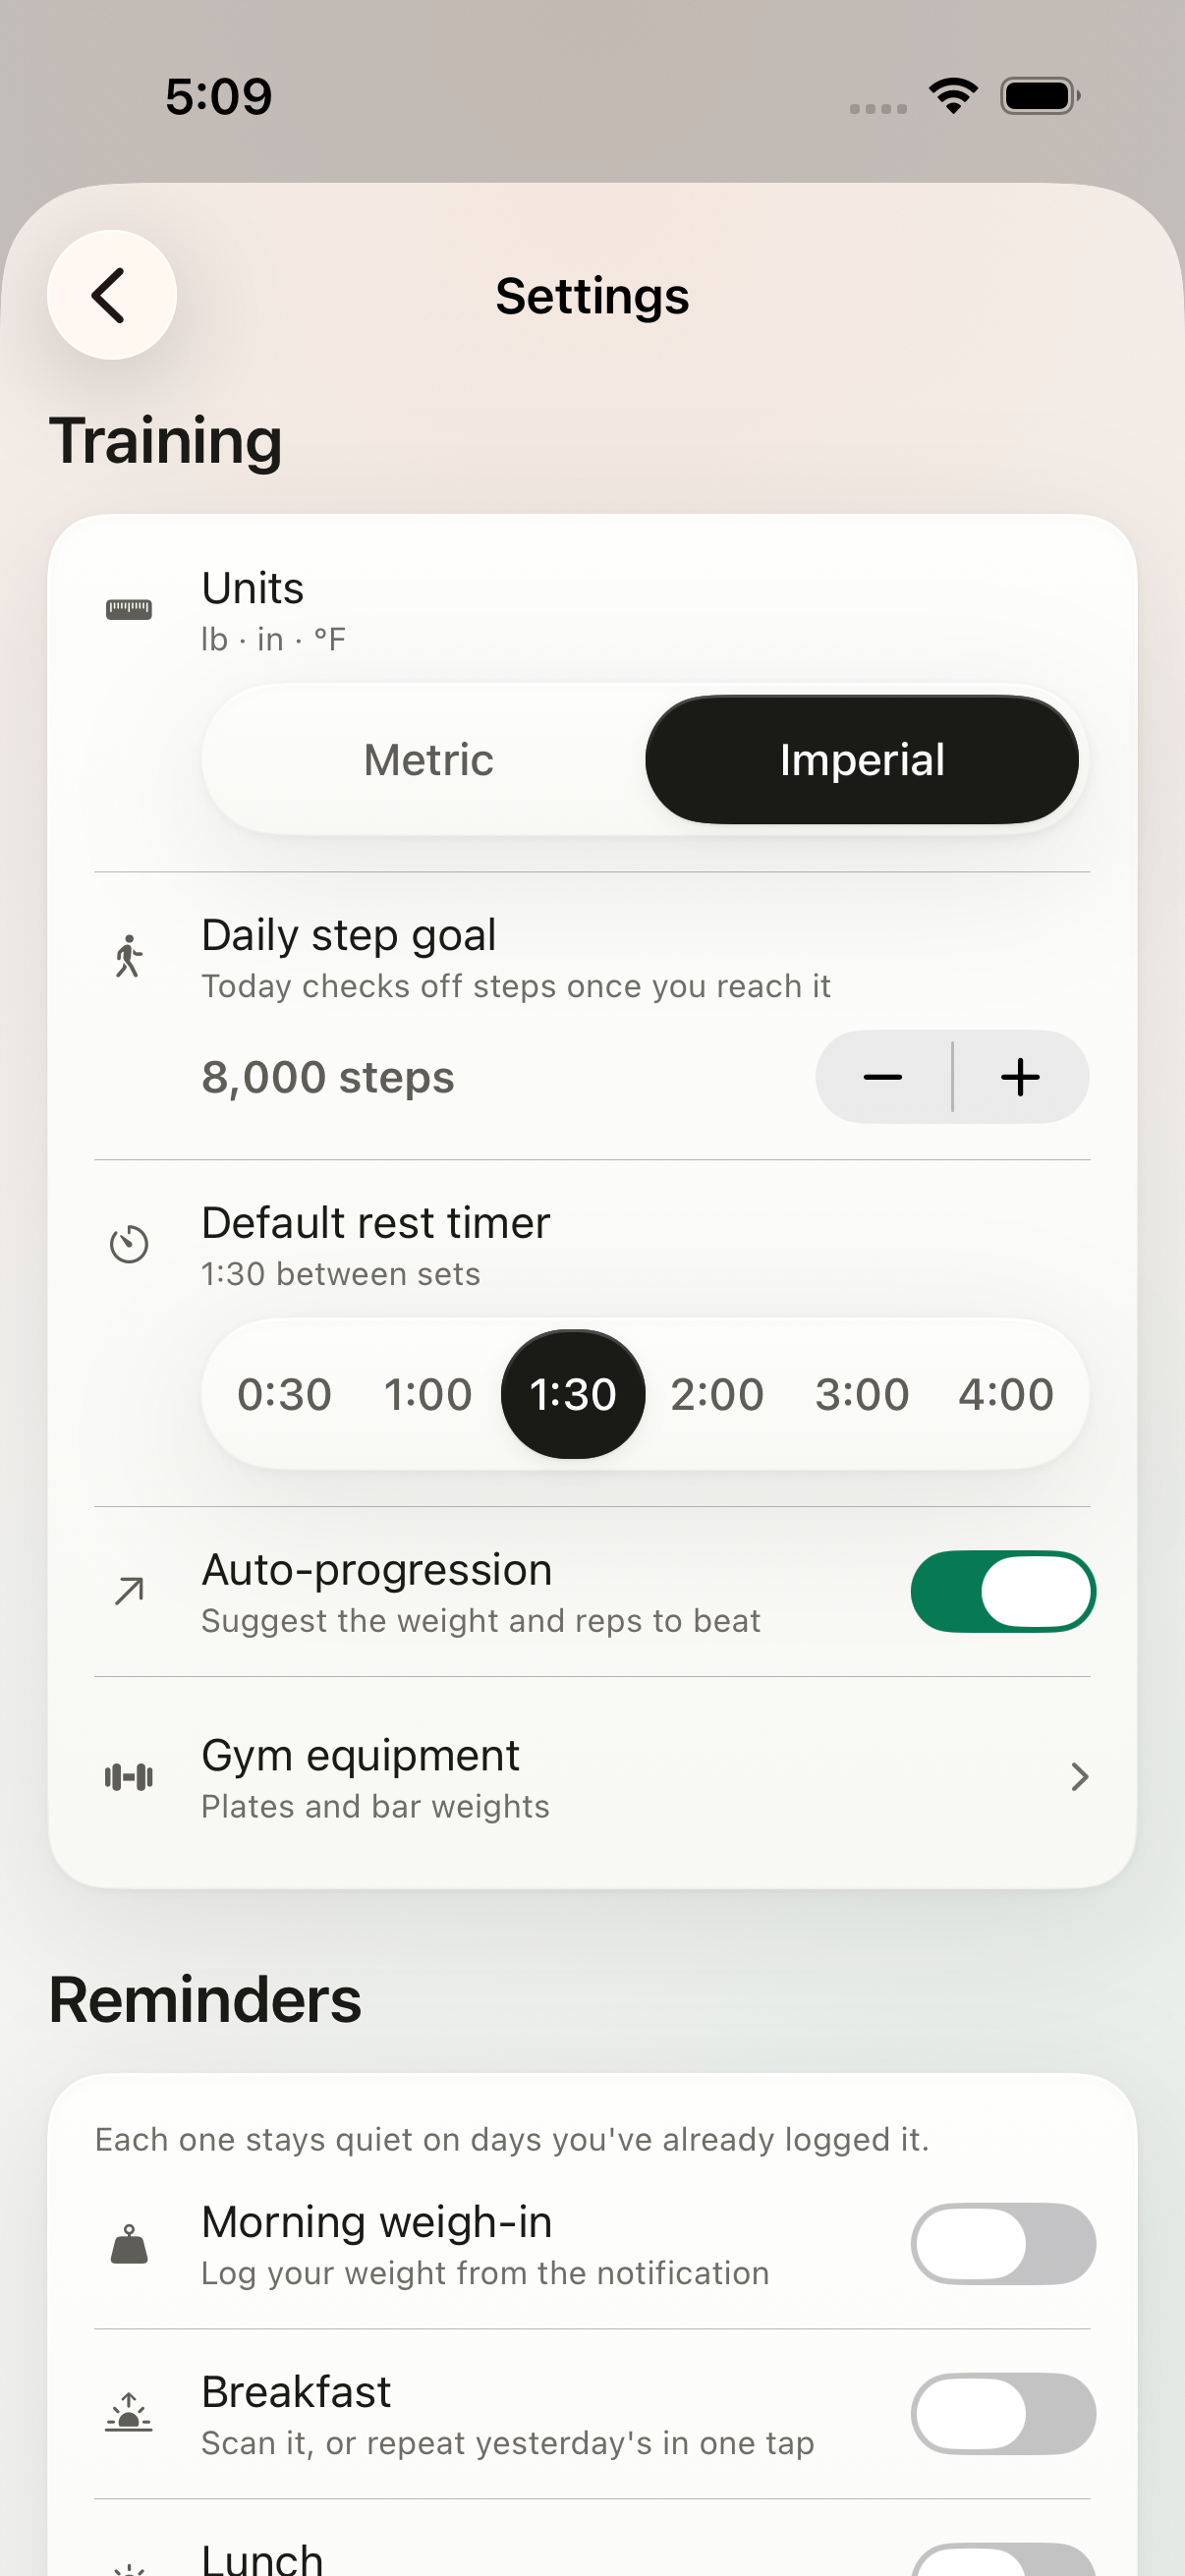 5:09
Settings
Training
Units
lb · in · °F
Metric Imperial
Daily step goal
Today checks off steps once you reach it
8,000 steps
Default rest timer
1:30 between sets
0:30 1:00 1:30 2:00 3:00 4:00
Auto-progression
Suggest the weight and reps to beat
Gym equipment
Plates and bar weights
Reminders
Each one stays quiet on days you've already logged it.
Morning weigh-in
Log your weight from the notification
Breakfast
Scan it, or repeat yesterday's in one tap
Lunch